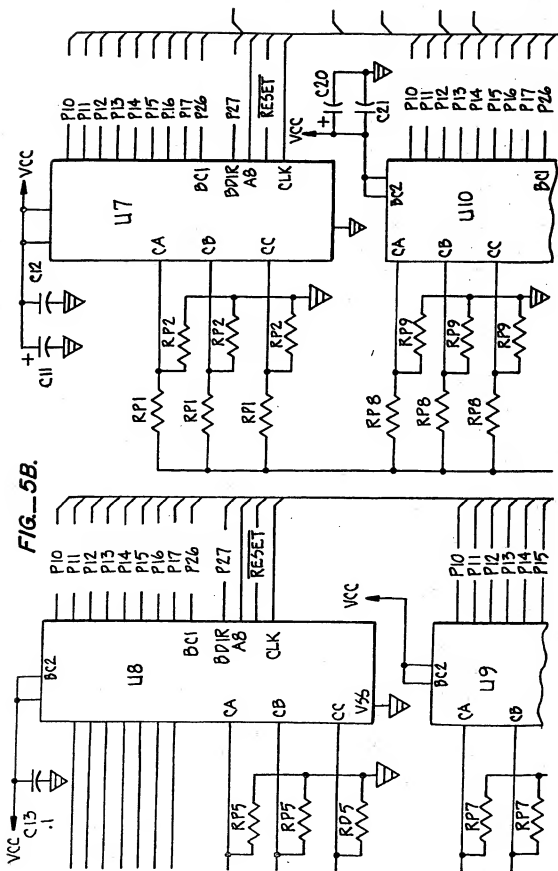 FIG._5B.
VCC
C12
+
C11
U7
P10
P11
P12
P13
P14
P15
P16
P17
P26
BC1
P27
BDIR
A8
RESET
CLK
CA
CB
CC
RP1
RP2
RP1
RP2
RP1
RP2
VCC
+
C20
C21
BC2
U10
P10
P11
P12
P13
P14
P15
P16
P17
P26
BC1
CA
CB
CC
RP8
RP9
RP8
RP9
RP8
RP9
VCC
C13
.1
BC2
U8
P10
P11
P12
P13
P14
P15
P16
P17
P26
BC1
P27
BDIR
A8
RESET
CLK
CA
CB
CC
VSS
RP5
RP5
RD5
VCC
BC2
U9
P10
P11
P12
P13
P14
P15
CA
CB
RP7
RP7